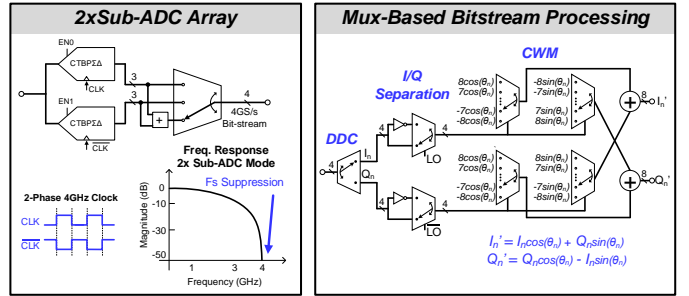 2xSub-ADC Array
EN0
CTBPΣΔ
CLK
3
3
EN1
CTBPΣΔ
CLK
+
4
4GS/s
Bit-stream
2-Phase 4GHz Clock
CLK
CLK
Freq. Response
2x Sub-ADC Mode
Fs Suppression
Magnitude (dB)
0
-10
-30
-50
1
3
4
Frequency (GHz)
Mux-Based Bitstream Processing
CWM
I/Q
Separation
DDC
4
Iₙ
Qₙ
4
4
LO
4
4
LO
8cos(θₙ)
7cos(θₙ)
-7cos(θₙ)
-8cos(θₙ)
-8sin(θₙ)
-7sin(θₙ)
7sin(θₙ)
8sin(θₙ)
8cos(θₙ)
7cos(θₙ)
-7cos(θₙ)
-8cos(θₙ)
8sin(θₙ)
7sin(θₙ)
-7sin(θₙ)
-8sin(θₙ)
+
8
Iₙ'
+
8
Qₙ'
Iₙ' = Iₙcos(θₙ) + Qₙsin(θₙ)
Qₙ' = Qₙcos(θₙ) - Iₙsin(θₙ)